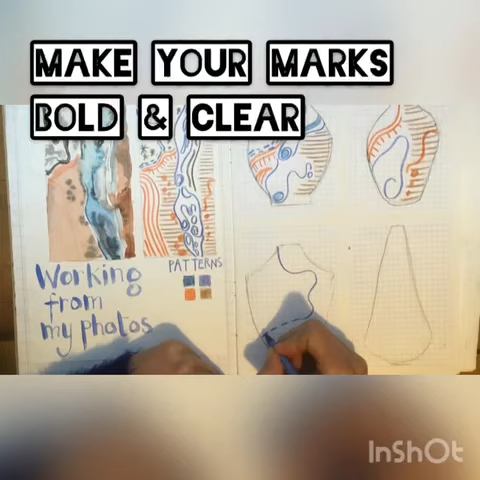 MAKE YOUR MARKS
BOLD & CLEAR
PATTERNS
Working
from
my photos
InShOt